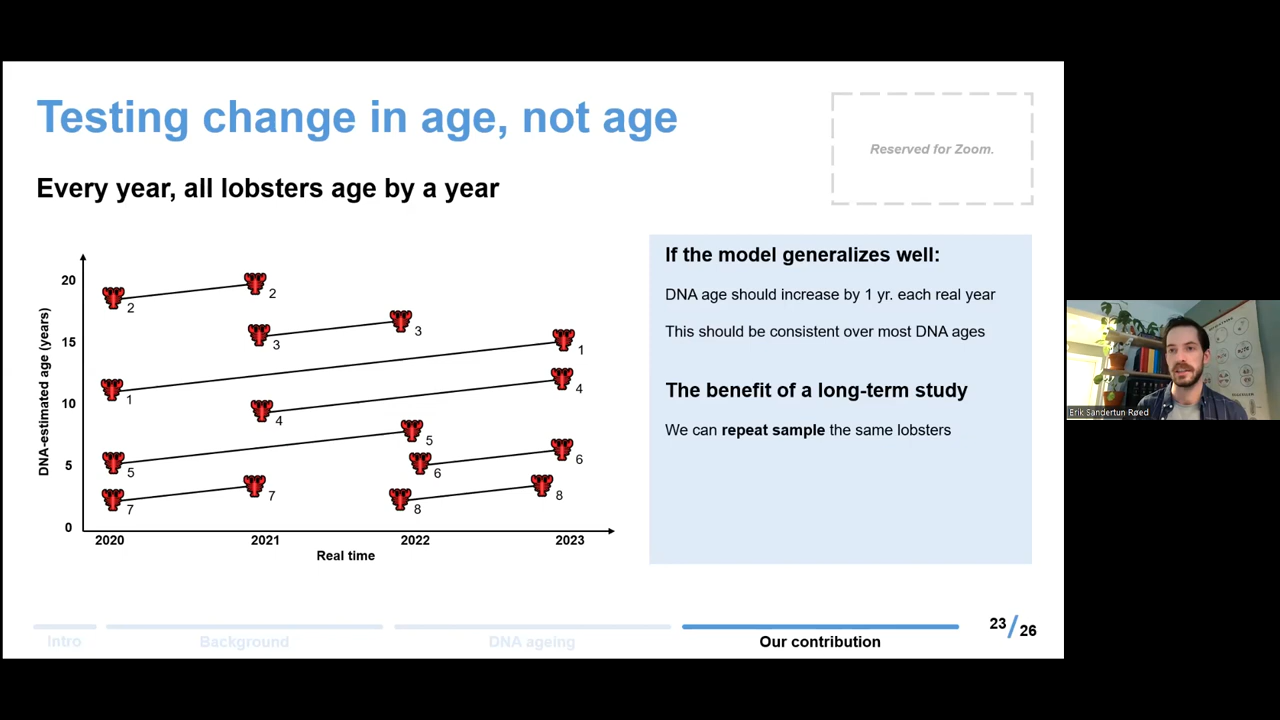 Testing change in age, not age
Reserved for Zoom.
Every year, all lobsters age by a year
DNA-estimated age (years)
20
15
10
5
0
2
2
3
3
1
1
4
4
5
5
6
6
7
7
8
8
2020
2021
2022
2023
Real time
If the model generalizes well:
DNA age should increase by 1 yr. each real year
This should be consistent over most DNA ages
The benefit of a long-term study
We can repeat sample the same lobsters
Erik Sandertun Røed
Intro
Background
DNA ageing
Our contribution
23/26